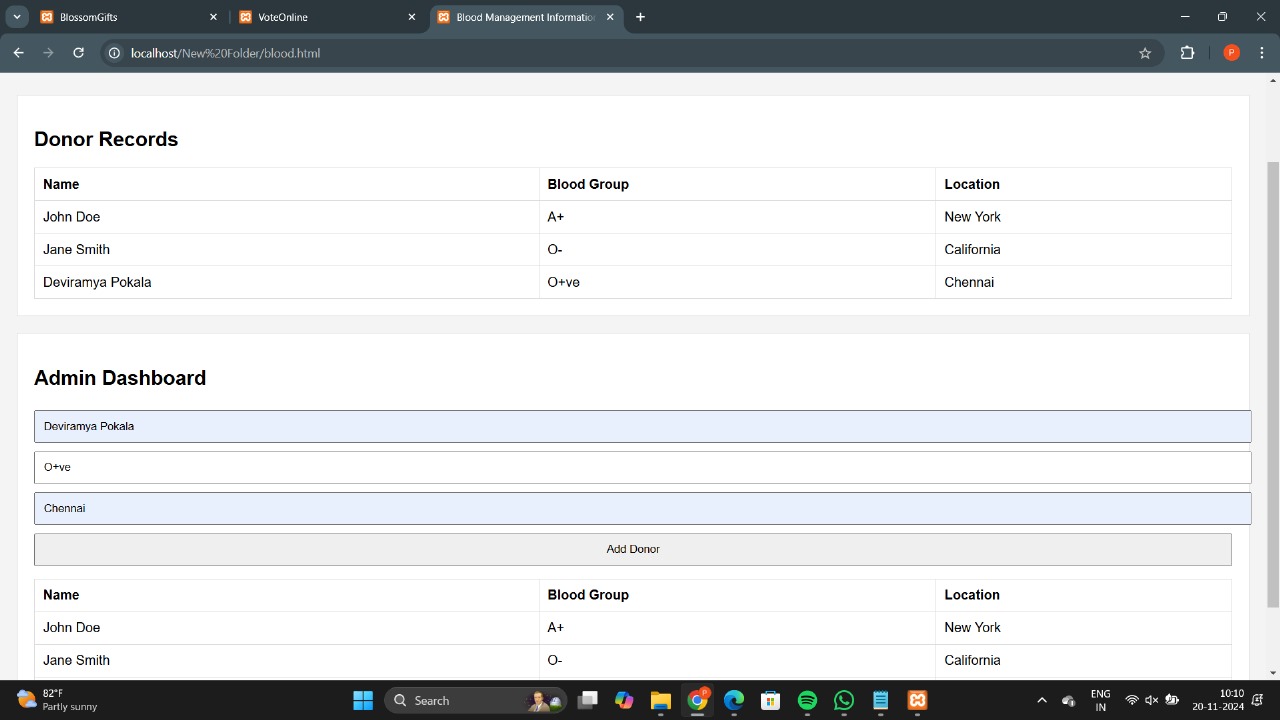 BlossomGifts
VoteOnline
Blood Management Informatio
localhost/New%20Folder/blood.html
P
Donor Records
Name Blood Group Location
John Doe A+ New York
Jane Smith O- California
Deviramya Pokala O+ve Chennai
Admin Dashboard
Deviramya Pokala
O+ve
Chennai
Add Donor
Name Blood Group Location
John Doe A+ New York
Jane Smith O- California
82°F
Partly sunny
Search
P
ENG
IN
10:10
20-11-2024